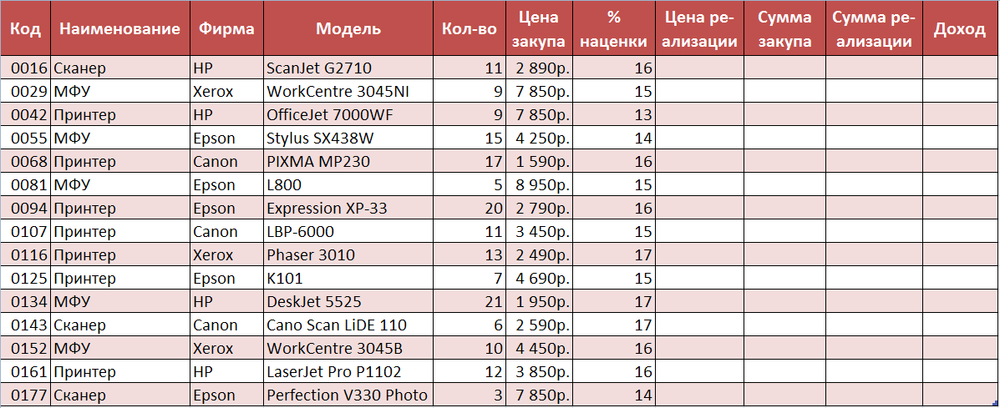 Код Наименование Фирма Модель Кол-во Цена закупа % наценки Цена ре-ализации Сумма закупа Сумма ре-ализации Доход
0016 Сканер HP ScanJet G2710 11 2 890р. 16
0029 МФУ Xerox WorkCentre 3045NI 9 7 850р. 15
0042 Принтер HP OfficeJet 7000WF 9 7 850р. 13
0055 МФУ Epson Stylus SX438W 15 4 250р. 14
0068 Принтер Canon PIXMA MP230 17 1 590р. 16
0081 МФУ Epson L800 5 8 950р. 15
0094 Принтер Epson Expression XP-33 20 2 790р. 16
0107 Принтер Canon LBP-6000 11 3 450р. 15
0116 Принтер Xerox Phaser 3010 13 2 490р. 17
0125 Принтер Epson K101 7 4 690р. 15
0134 МФУ HP DeskJet 5525 21 1 950р. 17
0143 Сканер Canon Cano Scan LiDE 110 6 2 590р. 17
0152 МФУ Xerox WorkCentre 3045B 10 4 450р. 16
0161 Принтер HP LaserJet Pro P1102 12 3 850р. 16
0177 Сканер Epson Perfection V330 Photo 3 7 850р. 14